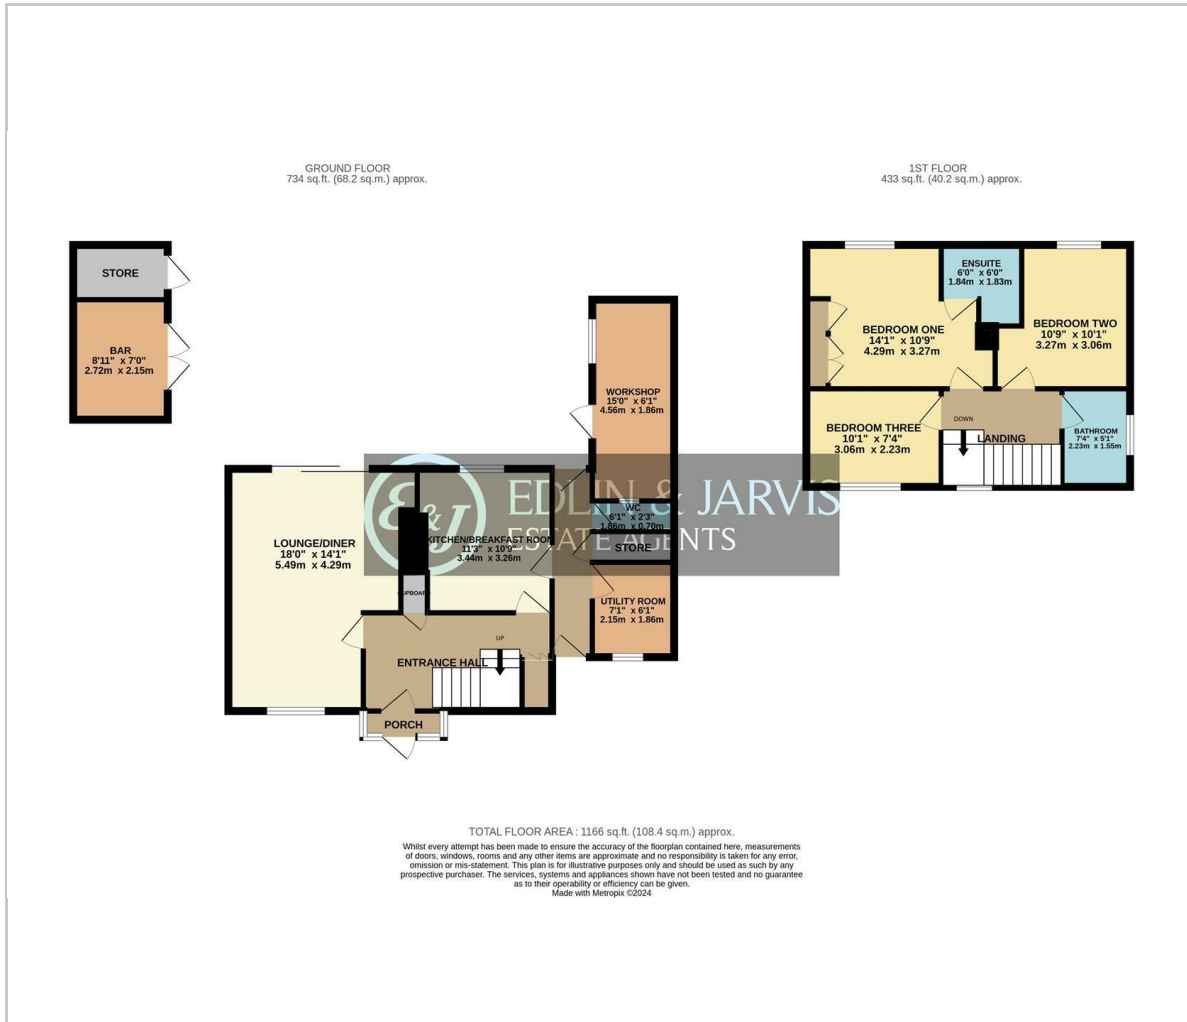 GROUND FLOOR
734 sq.ft. (68.2 sq.m.) approx.
1ST FLOOR
433 sq.ft. (40.2 sq.m.) approx.
STORE
BAR
8'11" x 7'0"
2.72m x 2.15m
WORKSHOP
15'0" x 6'1"
4.56m x 1.86m
WC
6'1" x 2'3"
1.86m x 0.70m
STORE
UTILITY ROOM
7'1" x 6'1"
2.15m x 1.86m
LOUNGE/DINER
18'0" x 14'1"
5.49m x 4.29m
KITCHEN/BREAKFAST ROOM
11'3" x 10'9"
3.44m x 3.26m
CUPBOARD
UP
ENTRANCE HALL
PORCH
E&J
EDLIN & JARVIS
ESTATE AGENTS
ENSUITE
6'0" x 6'0"
1.84m x 1.83m
BEDROOM ONE
14'1" x 10'9"
4.29m x 3.27m
BEDROOM TWO
10'9" x 10'1"
3.27m x 3.06m
BEDROOM THREE
10'1" x 7'4"
3.06m x 2.23m
DOWN
LANDING
BATHROOM
7'4" x 5'1"
2.23m x 1.55m
TOTAL FLOOR AREA : 1166 sq.ft. (108.4 sq.m.) approx.
Whilst every attempt has been made to ensure the accuracy of the floorplan contained here, measurements
of doors, windows, rooms and any other items are approximate and no responsibility is taken for any error,
omission or mis-statement. This plan is for illustrative purposes only and should be used as such by any
prospective purchaser. The services, systems and appliances shown have not been tested and no guarantee
as to their operability or efficiency can be given.
Made with Metropix ©2024